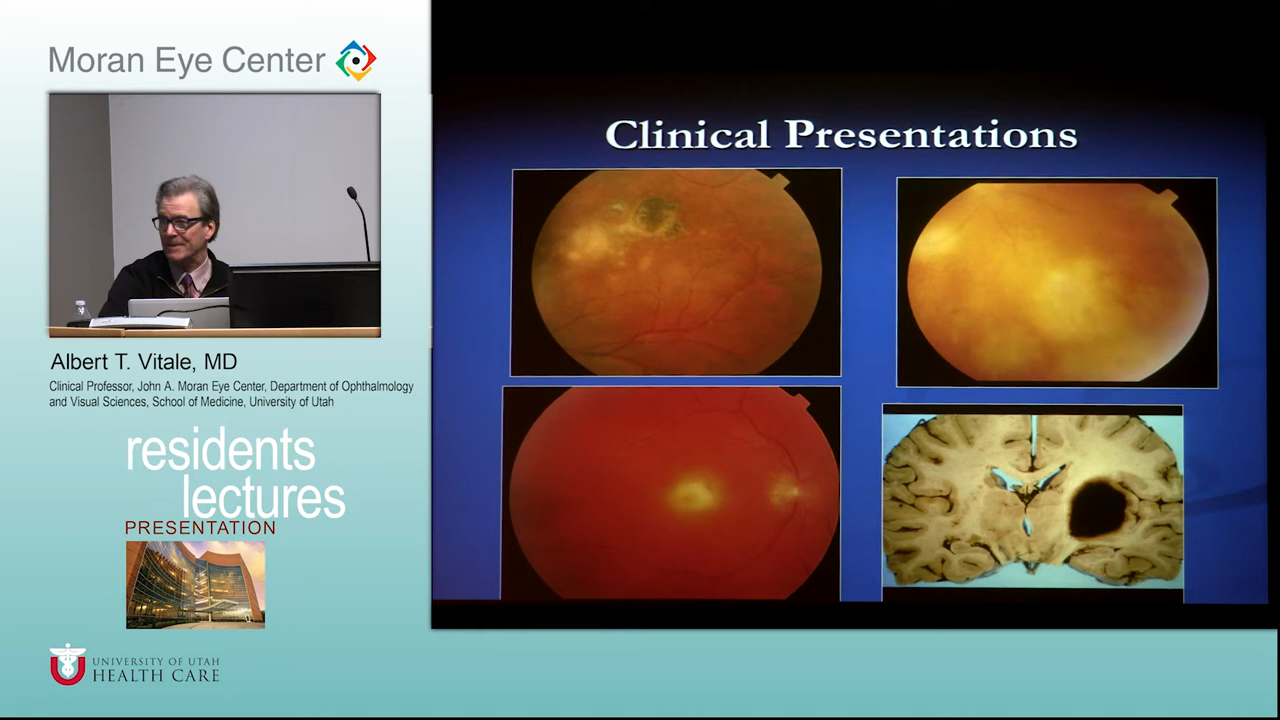 Moran Eye Center
Clinical Presentations
Albert T. Vitale, MD
Clinical Professor, John A. Moran Eye Center, Department of Ophthalmology
and Visual Sciences, School of Medicine, University of Utah
residents
lectures
PRESENTATION
UNIVERSITY OF UTAH
HEALTH CARE